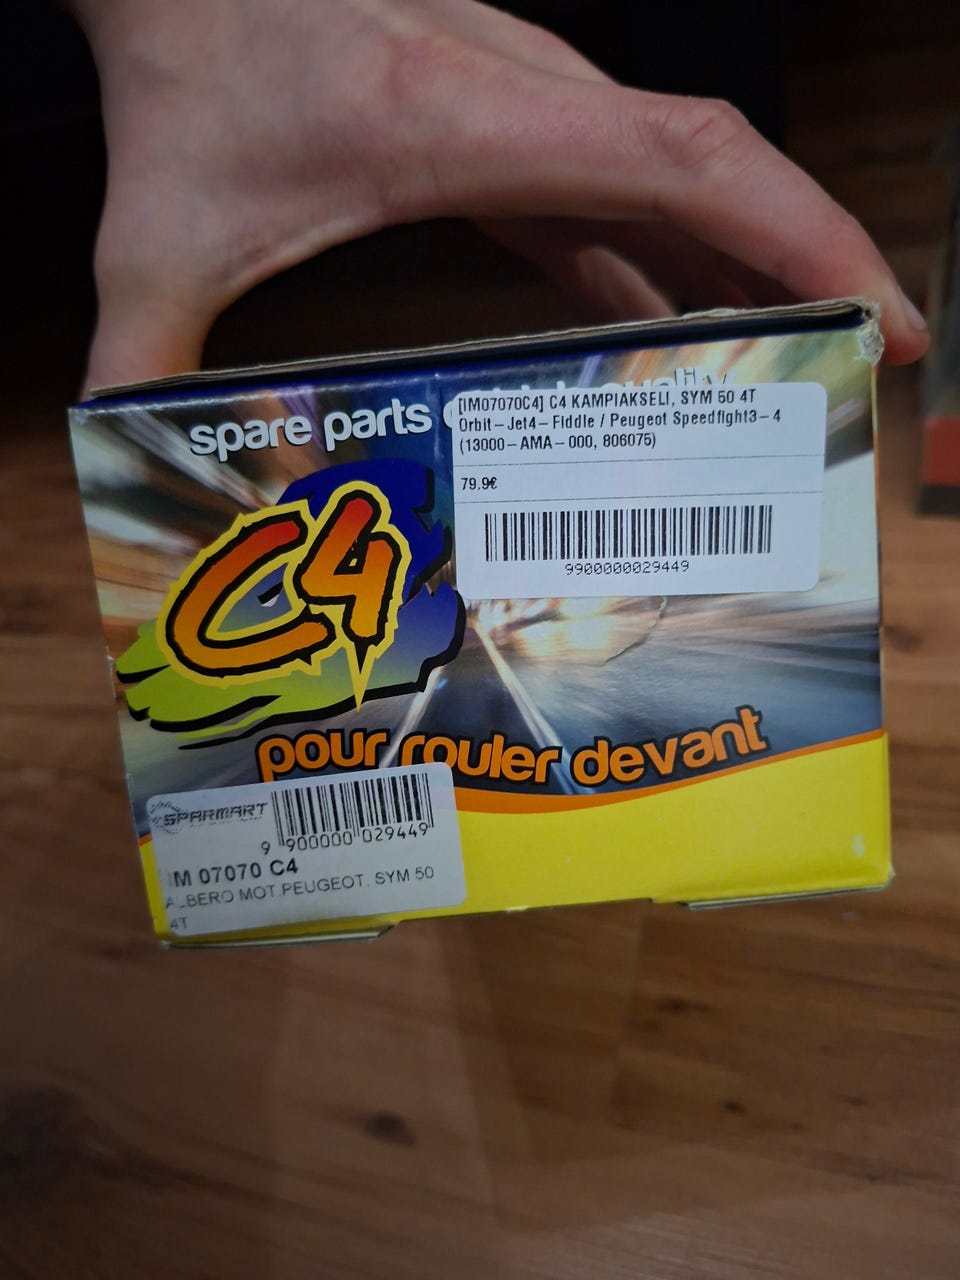 spare parts
[IM07070C4] C4 KAMPIAKSELI, SYM 50 4T
Orbit-Jet4-Fiddle / Peugeot Speedfight3-4
(13000-AMA-000, 806075)
79.9€
9900000029449
C4
pour rouler devant
SPARMART
9 900000 029449
IM 07070 C4
ALBERO MOT.PEUGEOT, SYM 50
4T